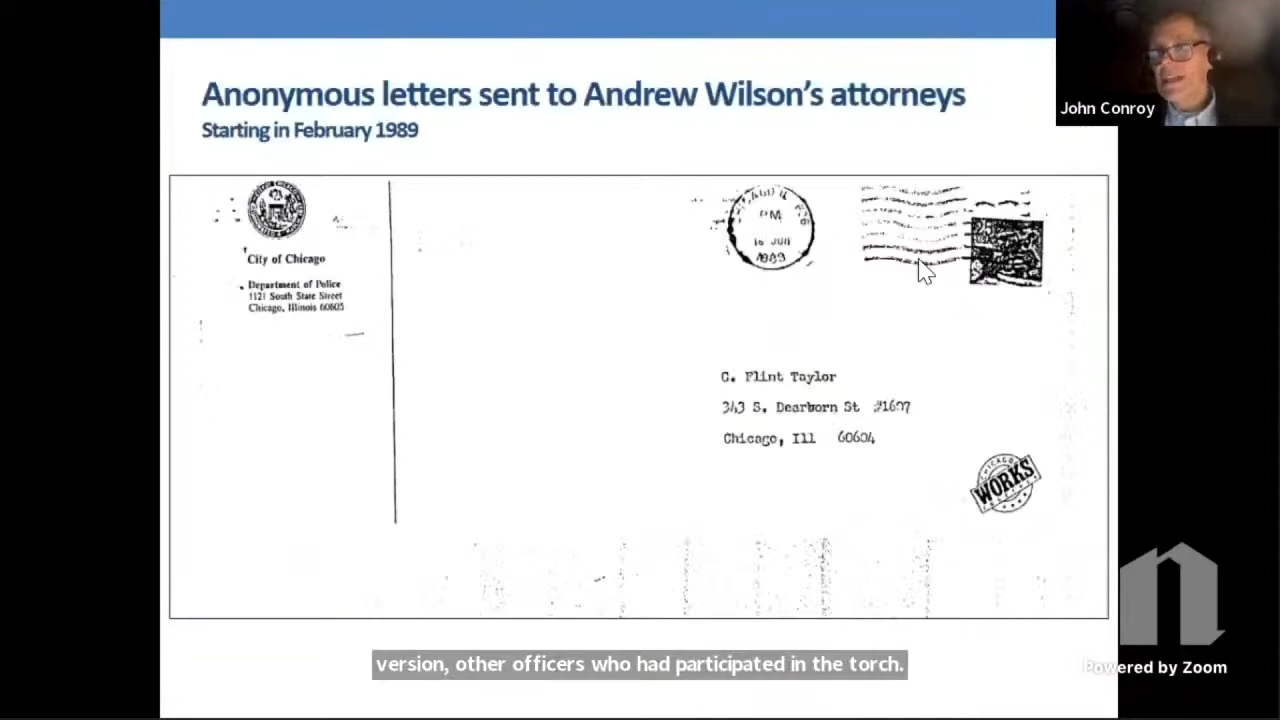 Anonymous letters sent to Andrew Wilson's attorneys
Starting in February 1989
John Conroy
City of Chicago
Department of Police
1121 South State Street
Chicago, Illinois 60605
PM
1989
G. Flint Taylor
343 S. Dearborn St #1607
Chicago, Ill 60604
CHICAGO
WORKS
version, other officers who had participated in the torch.
n
Powered by Zoom